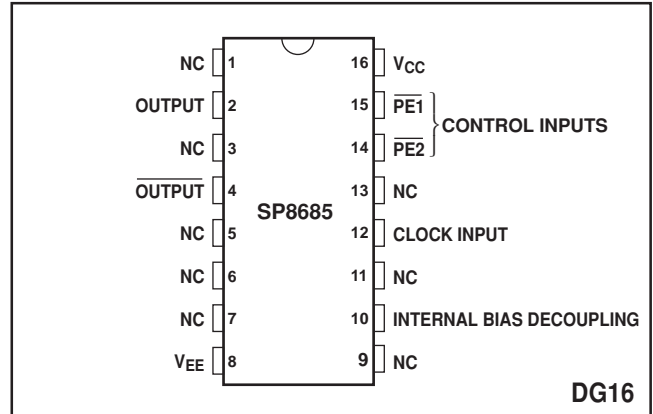 NC 1 16 VCC
OUTPUT 2 15 PE1
NC 3 14 PE2
CONTROL INPUTS
OUTPUT 4 13 NC
SP8685
NC 5 12 CLOCK INPUT
NC 6 11 NC
NC 7 10 INTERNAL BIAS DECOUPLING
VEE 8 9 NC
DG16